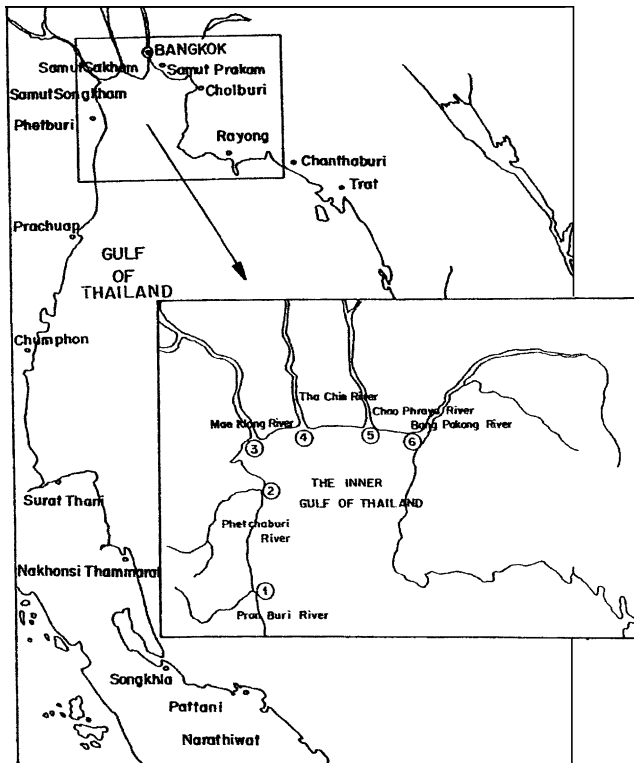 BANGKOK
Samut Sakham
Samut Prakam
Samut Songkham
Cholburi
Phetburi
Rayong
Chanthaburi
Trat
Prachuap
GULF
OF
THAILAND
Chumphon
Tha Chin River
Chao Phraya River
Mae Klong River
Bang Pakong River
3
4
5
6
THE INNER
GULF OF THAILAND
2
Surat Thani
Phetchaburi
River
Nakhonsi Thammarat
1
Pran Buri River
Songkhla
Pattani
Narathiwat